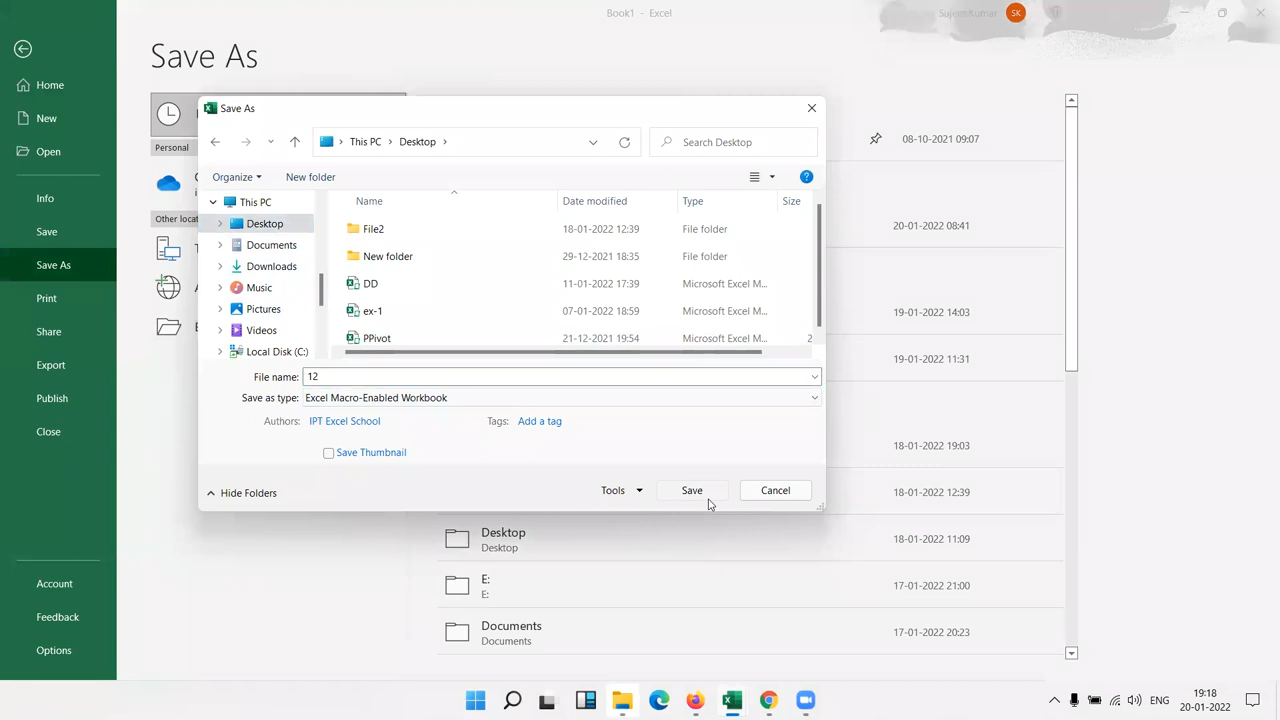 Book1 - Excel
Sujeet Kumar
SK
Save As
Home
New
Open
Info
Save
Save As
Print
Share
Export
Publish
Close
Account
Feedback
Options
Personal
Other locat
Save As
This PC
Desktop
Search Desktop
Organize
New folder
This PC
Desktop
Documents
Downloads
Music
Pictures
Videos
Local Disk (C:)
Name Date modified Type Size
File2 18-01-2022 12:39 File folder
New folder 29-12-2021 18:35 File folder
DD 11-01-2022 17:39 Microsoft Excel M...
ex-1 07-01-2022 18:59 Microsoft Excel M...
PPivot 21-12-2021 19:54 Microsoft Excel M... 2
File name: 12
Save as type: Excel Macro-Enabled Workbook
Authors: IPT Excel School Tags: Add a tag
Save Thumbnail
Hide Folders
Tools
Save
Cancel
08-10-2021 09:07
20-01-2022 08:41
19-01-2022 14:03
19-01-2022 11:31
18-01-2022 19:03
18-01-2022 12:39
Desktop
Desktop
18-01-2022 11:09
E:
E:
17-01-2022 21:00
Documents
Documents
17-01-2022 20:23
ENG
19:18
20-01-2022